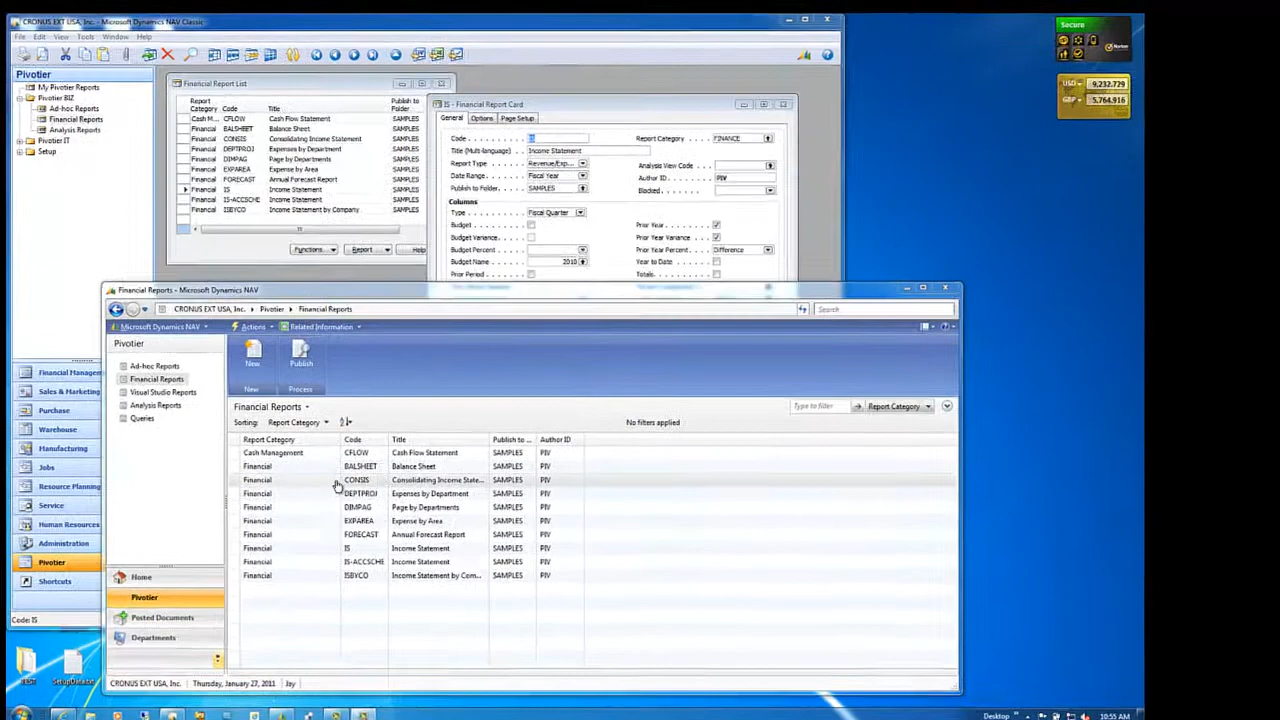 CRONUS EXT USA, Inc. - Microsoft Dynamics NAV Classic
File Edit View Tools Window Help
Pivotier
My Pivotier Reports
Pivotier BIZ
Ad-hoc Reports
Financial Reports
Analysis Reports
Pivotier IT
Setup
Financial Managem
Sales & Marketing
Purchase
Warehouse
Manufacturing
Jobs
Resource Planning
Service
Human Resources
Administration
Pivotier
Shortcuts
Code: IS
Financial Report List
Report Category Code Title Publish to Folder
Cash M... CFLOW Cash Flow Statement SAMPLES
Financial BALSHEET Balance Sheet SAMPLES
Financial CONSIS Consolidating Income Statement SAMPLES
Financial DEPTPROJ Expenses by Department SAMPLES
Financial DIMPAG Page by Departments SAMPLES
Financial EXPAREA Expense by Area SAMPLES
Financial FORECAST Annual Forecast Report SAMPLES
Financial IS Income Statement SAMPLES
Financial IS-ACCSCHE Income Statement SAMPLES
Financial ISBYCO Income Statement by Company SAMPLES
Functions Report Help
IS - Financial Report Card
General Options Page Setup
Code IS Report Category FINANCE
Title (Multi-language) Income Statement
Report Type Revenue/Exp... Analysis View Code
Date Range Fiscal Year Author ID PIV
Publish to Folder SAMPLES Blocked
Columns
Type Fiscal Quarter
Budget Prior Year
Budget Variance Prior Year Variance
Budget Percent Prior Year Percent Difference
Budget Name 2010 Year to Date
Prior Period Totals
Secure
Norton
USD 9,232.729
GBP 5,764.916
Financial Reports - Microsoft Dynamics NAV
CRONUS EXT USA, Inc. Pivotier Financial Reports Search
Microsoft Dynamics NAV Actions Related Information
Pivotier
Ad-hoc Reports
Financial Reports
Visual Studio Reports
Analysis Reports
Queries
Home
Pivotier
Posted Documents
Departments
New Publish
New Process
Financial Reports Type to filter Report Category
Sorting: Report Category No filters applied
Report Category Code Title Publish to ... Author ID
Cash Management CFLOW Cash Flow Statement SAMPLES PIV
Financial BALSHEET Balance Sheet SAMPLES PIV
Financial CONSIS Consolidating Income State... SAMPLES PIV
Financial DEPTPROJ Expenses by Department SAMPLES PIV
Financial DIMPAG Page by Departments SAMPLES PIV
Financial EXPAREA Expense by Area SAMPLES PIV
Financial FORECAST Annual Forecast Report SAMPLES PIV
Financial IS Income Statement SAMPLES PIV
Financial IS-ACCSCHE Income Statement SAMPLES PIV
Financial ISBYCO Income Statement by Com... SAMPLES PIV
CRONUS EXT USA, Inc. Thursday, January 27, 2011 Jay
TEST SetupData.txt
Desktop 10:55 AM